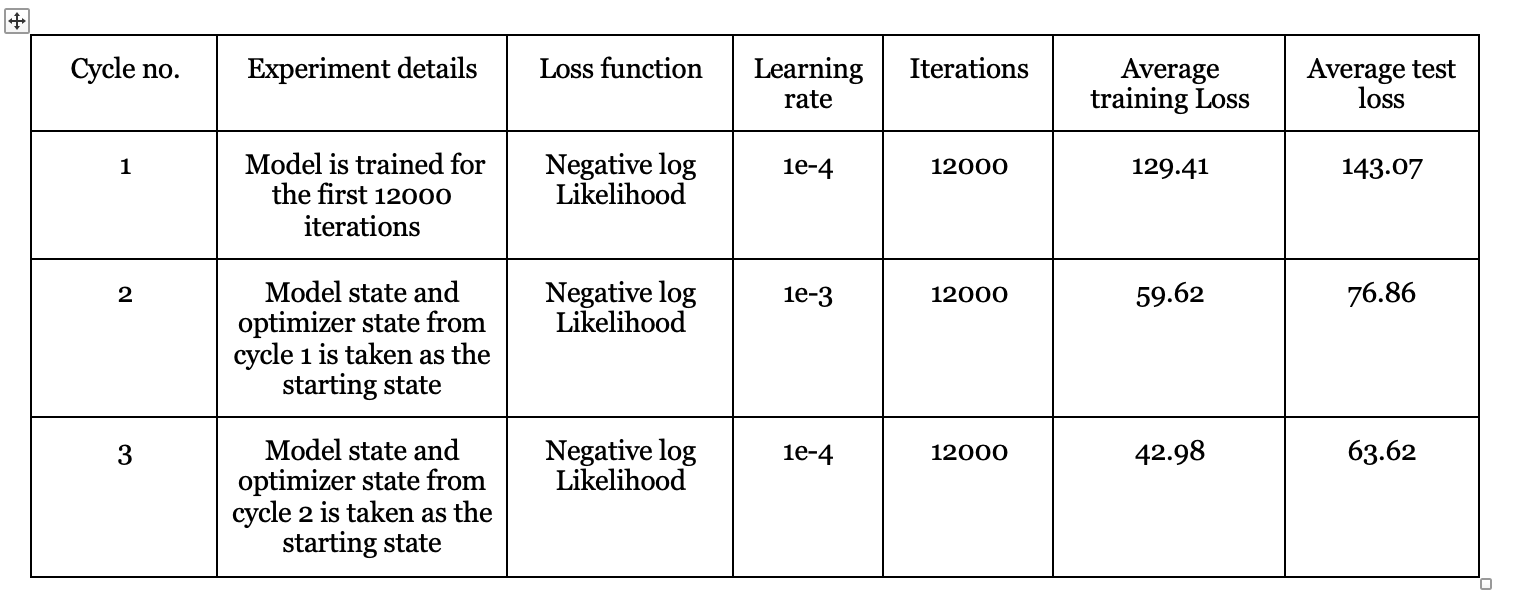 Cycle no. Experiment details Loss function Learning rate Iterations Average training Loss Average test loss
1 Model is trained for the first 12000 iterations Negative log Likelihood 1e-4 12000 129.41 143.07
2 Model state and optimizer state from cycle 1 is taken as the starting state Negative log Likelihood 1e-3 12000 59.62 76.86
3 Model state and optimizer state from cycle 2 is taken as the starting state Negative log Likelihood 1e-4 12000 42.98 63.62